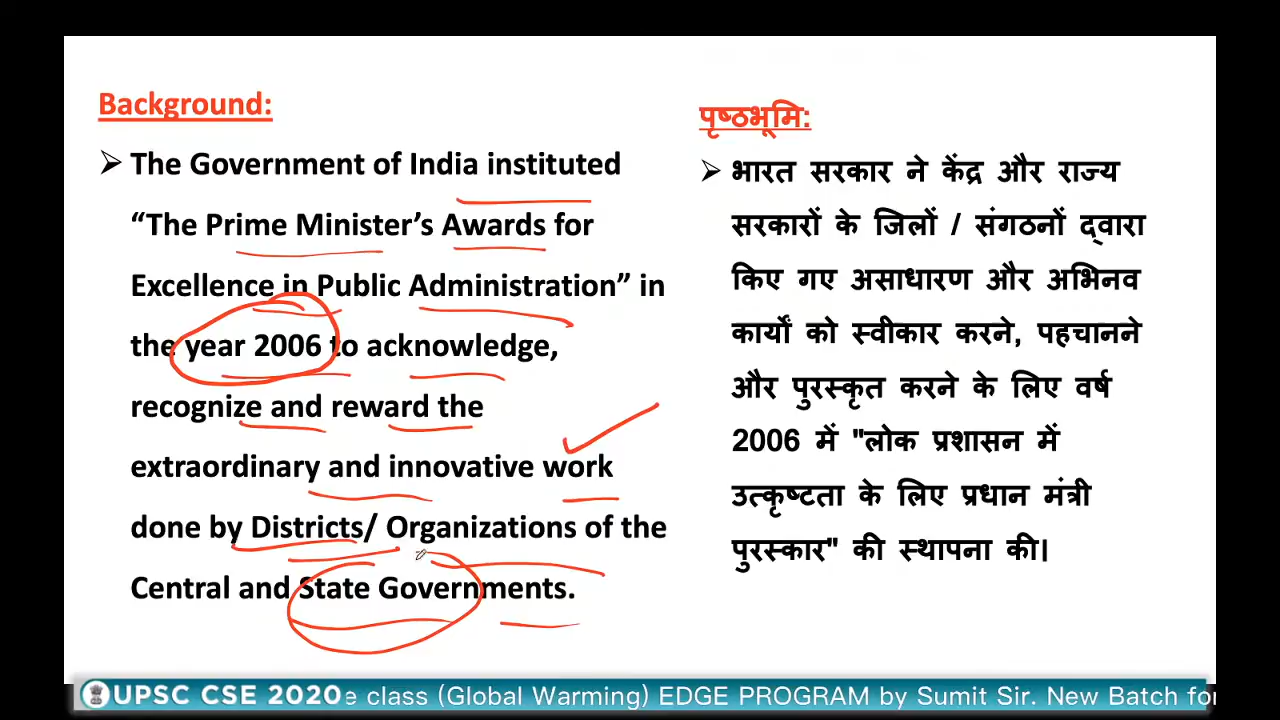 Background:
➢ The Government of India instituted
“The Prime Minister’s Awards for
Excellence in Public Administration” in
the year 2006 to acknowledge,
recognize and reward the
extraordinary and innovative work
done by Districts/ Organizations of the
Central and State Governments.
पृष्ठभूमि:
➢ भारत सरकार ने केंद्र और राज्य
सरकारों के जिलों / संगठनों द्वारा
किए गए असाधारण और अभिनव
कार्यों को स्वीकार करने, पहचानने
और पुरस्कृत करने के लिए वर्ष
2006 में "लोक प्रशासन में
उत्कृष्टता के लिए प्रधान मंत्री
पुरस्कार" की स्थापना की।
UPSC CSE 2020 e class (Global Warming) EDGE PROGRAM by Sumit Sir. New Batch for